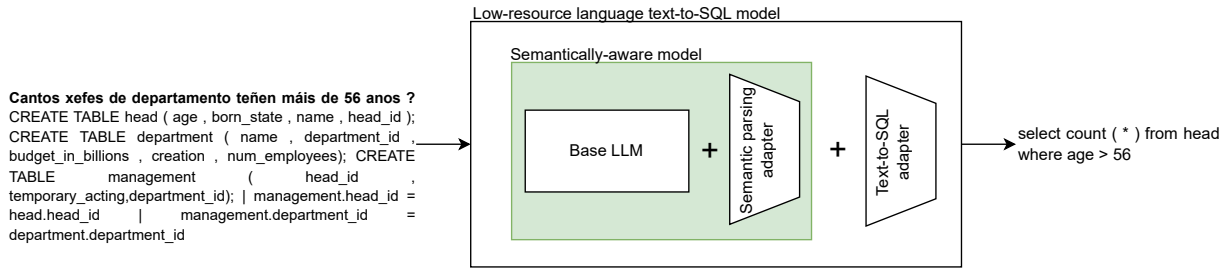 Low-resource language text-to-SQL model
Semantically-aware model
Cantos xefes de departamento teñen máis de 56 anos ?
CREATE TABLE head ( age , born_state , name , head_id );
CREATE TABLE department ( name , department_id ,
budget_in_billions , creation , num_employees); CREATE
TABLE management ( head_id ,
temporary_acting,department_id); | management.head_id =
head.head_id | management.department_id =
department.department_id
Base LLM
+
Semantic parsing
adapter
+
Text-to-SQL
adapter
select count ( * ) from head
where age > 56